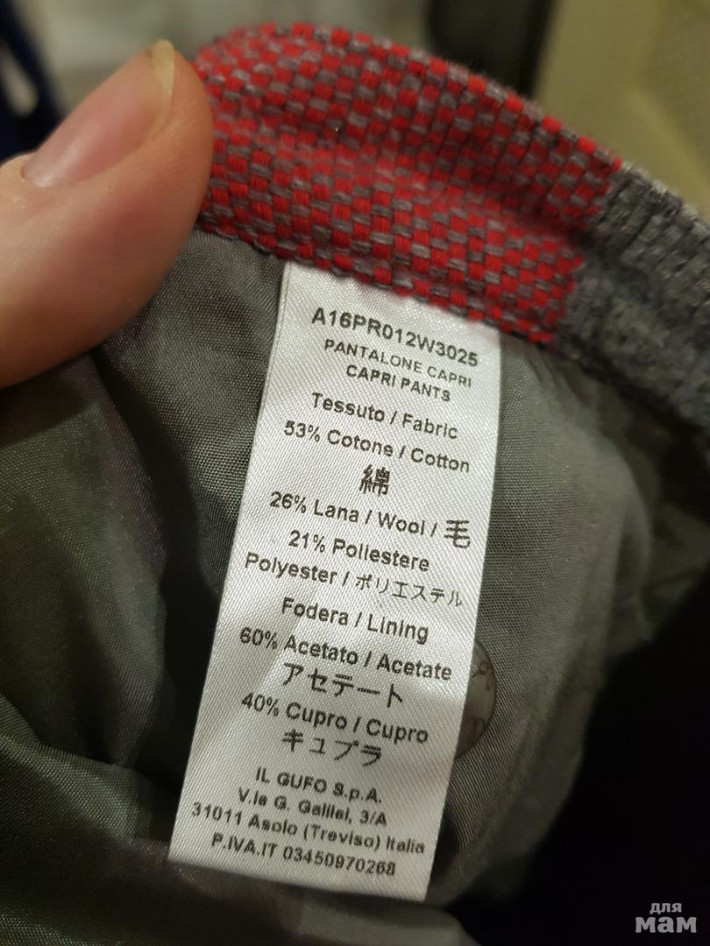 A16PR012W3025
PANTALONE CAPRI
CAPRI PANTS
Tessuto / Fabric
53% Cotone / Cotton
綿
26% Lana / Wool / 毛
21% Poliestere
Polyester / ポリエステル
Fodera / Lining
60% Acetato / Acetate
アセテート
40% Cupro / Cupro
キュプラ
IL GUFO S.p.A.
V.le G. Galilei, 3/A
31011 Asolo (Treviso) Italia
P.IVA.IT 03450970268
для
мам